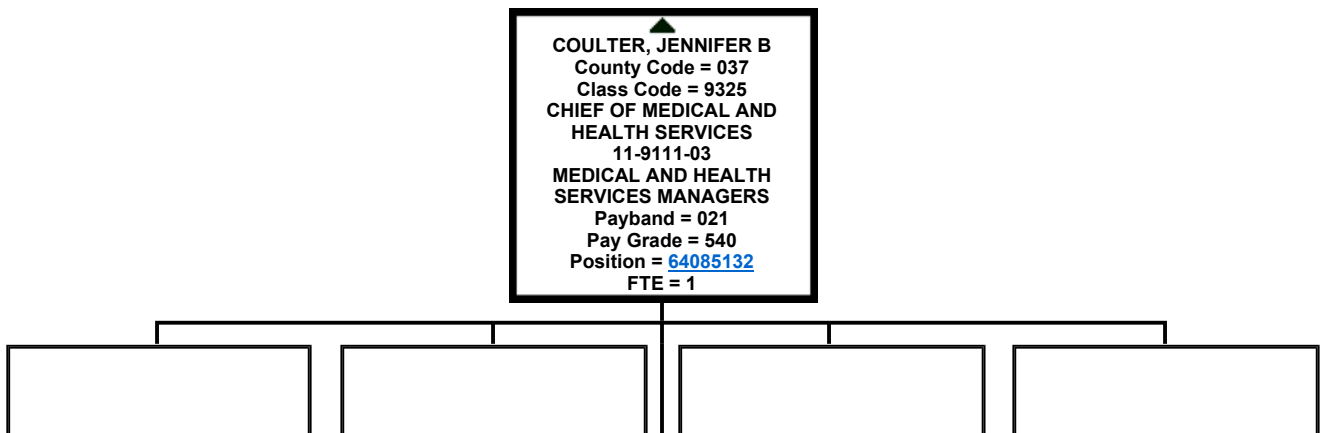 COULTER, JENNIFER B
County Code = 037
Class Code = 9325
CHIEF OF MEDICAL AND
HEALTH SERVICES
11-9111-03
MEDICAL AND HEALTH
SERVICES MANAGERS
Payband = 021
Pay Grade = 540
Position = 64085132
FTE = 1